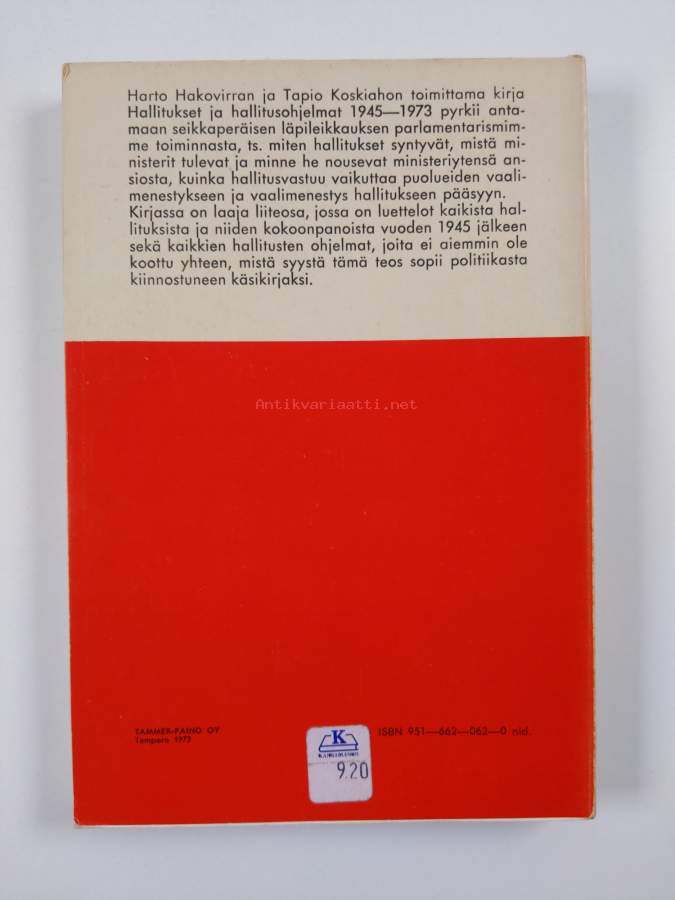 Harto Hakovirran ja Tapio Koskiahon toimittama kirja
Hallitukset ja hallitusohjelmat 1945—1973 pyrkii anta-
maan seikkaperäisen läpileikkauksen parlamentarismim-
me toiminnasta, ts. miten hallitukset syntyvät, mistä mi-
nisterit tulevat ja minne he nousevat ministeriytensä an-
siosta, kuinka hallitusvastuu vaikuttaa puolueiden vaali-
menestykseen ja vaalimenestys hallitukseen pääsyyn.
Kirjassa on laaja liiteosa, jossa on luettelot kaikista hal-
lituksista ja niiden kokoonpanoista vuoden 1945 jälkeen
sekä kaikkien hallitusten ohjelmat, joita ei aiemmin ole
koottu yhteen, mistä syystä tämä teos sopii politiikasta
kiinnostuneen käsikirjaksi.
Antikvariaatti.net
TAMMER-PAINO OY
Tampere 1973
K
9.20
ISBN 951—662—062—0 nid.